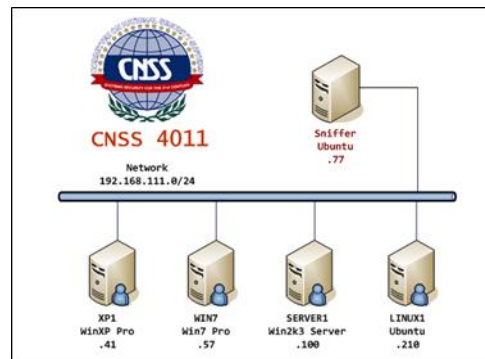 CNSS
CNSS 4011
Network
192.168.111.0/24
Sniffer
Ubuntu
.77
XP1
WinXP Pro
.41
WIN7
Win7 Pro
.57
SERVER1
Win2k3 Server
.100
LINUX1
Ubuntu
.210